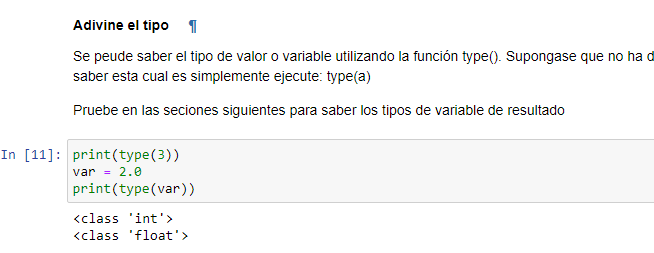 Adivine el tipo ¶
Se peude saber el tipo de valor o variable utilizando la función type(). Supongase que no ha d
saber esta cual es simplemente ejecute: type(a)
Pruebe en las seciones siguientes para saber los tipos de variable de resultado
In [11]: print(type(3))
var = 2.0
print(type(var))
<class 'int'>
<class 'float'>